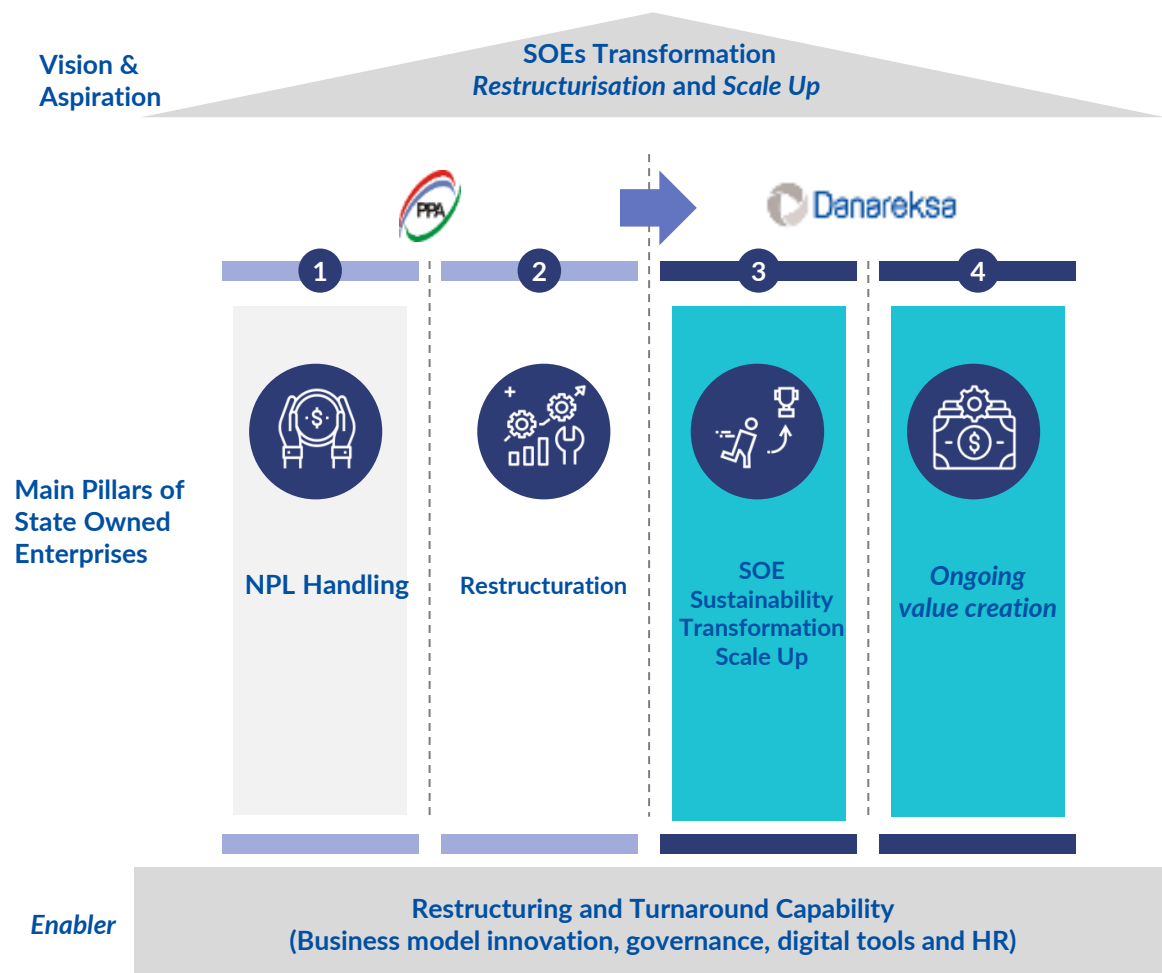 Vision &
Aspiration
SOEs Transformation
Restructurisation and Scale Up
PPA
Danareksa
1
2
3
4
Main Pillars of
State Owned
Enterprises
NPL Handling
Restructuration
SOE
Sustainability
Transformation
Scale Up
Ongoing
value creation
Enabler
Restructuring and Turnaround Capability
(Business model innovation, governance, digital tools and HR)